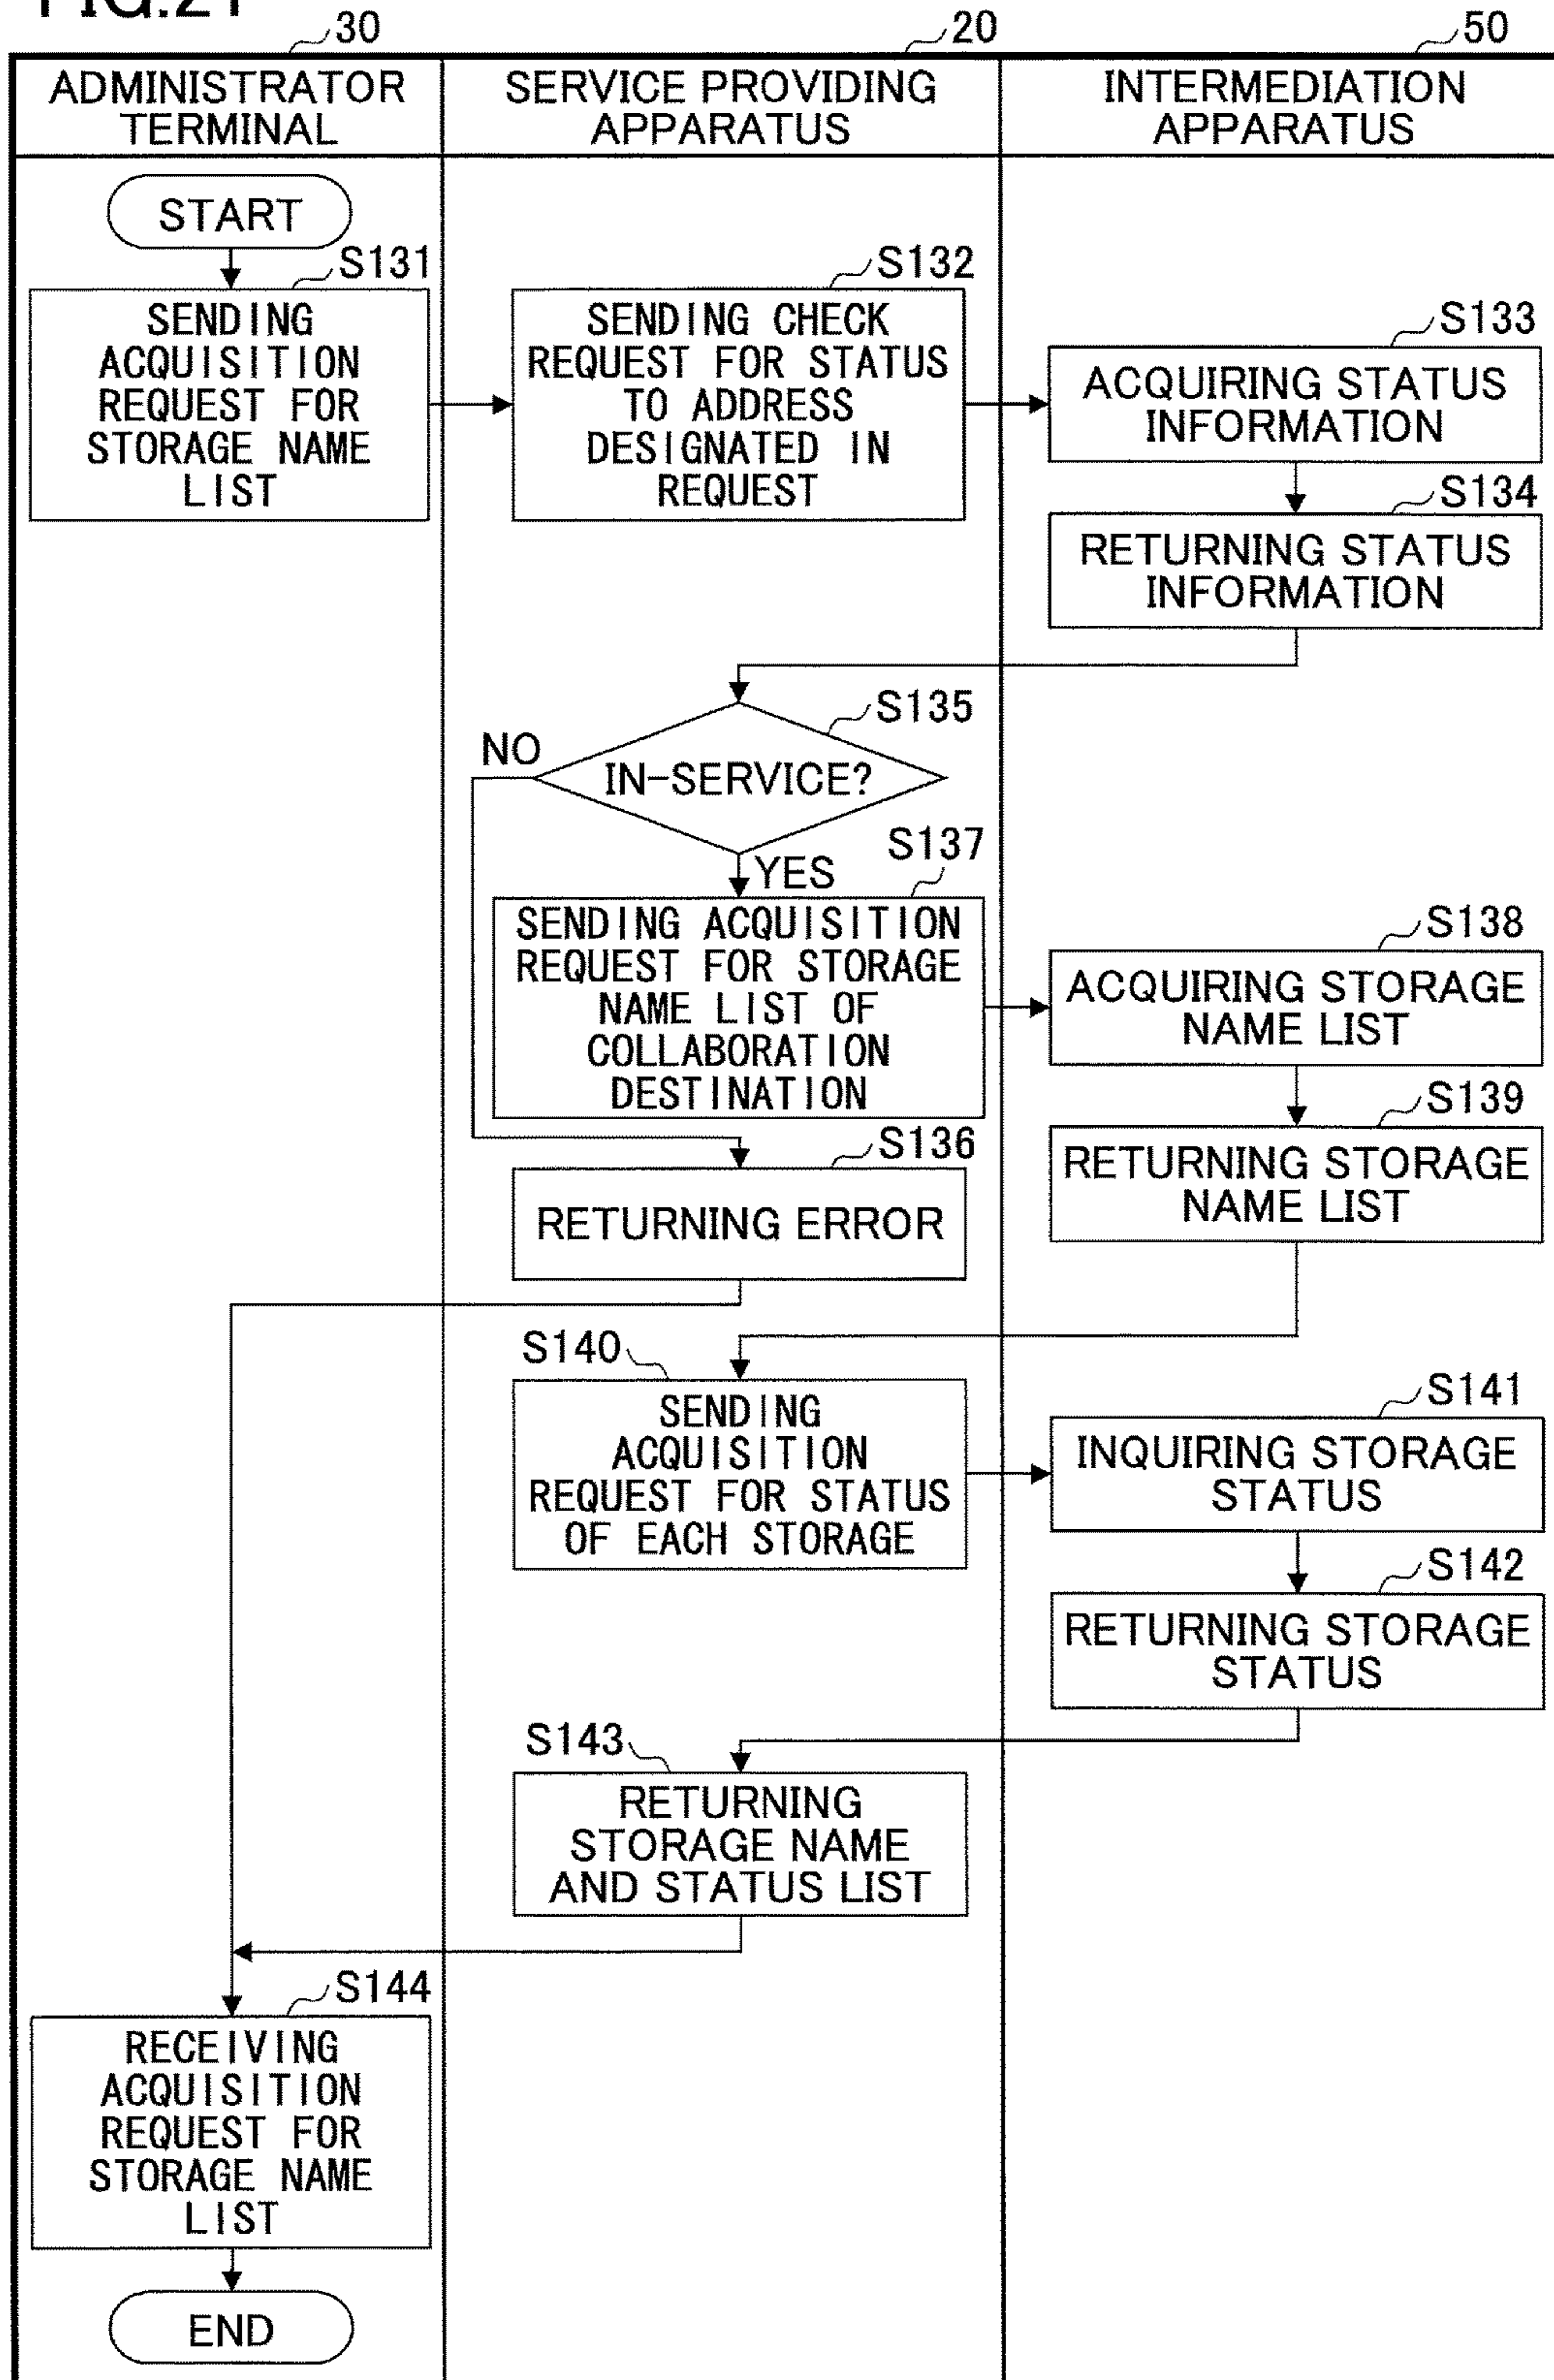 FIG.21
30
20
50
ADMINISTRATOR
TERMINAL
SERVICE PROVIDING
APPARATUS
INTERMEDIATION
APPARATUS
START
S131
SENDING
ACQUISITION
REQUEST FOR
STORAGE NAME
LIST
S132
SENDING CHECK
REQUEST FOR STATUS
TO ADDRESS
DESIGNATED IN
REQUEST
S133
ACQUIRING STATUS
INFORMATION
S134
RETURNING STATUS
INFORMATION
S135
NO
IN-SERVICE?
YES
S137
SENDING ACQUISITION
REQUEST FOR STORAGE
NAME LIST OF
COLLABORATION
DESTINATION
S138
ACQUIRING STORAGE
NAME LIST
S139
RETURNING STORAGE
NAME LIST
S136
RETURNING ERROR
S140
SENDING
ACQUISITION
REQUEST FOR STATUS
OF EACH STORAGE
S141
INQUIRING STORAGE
STATUS
S142
RETURNING STORAGE
STATUS
S143
RETURNING
STORAGE NAME
AND STATUS LIST
S144
RECEIVING
ACQUISITION
REQUEST FOR
STORAGE NAME
LIST
END